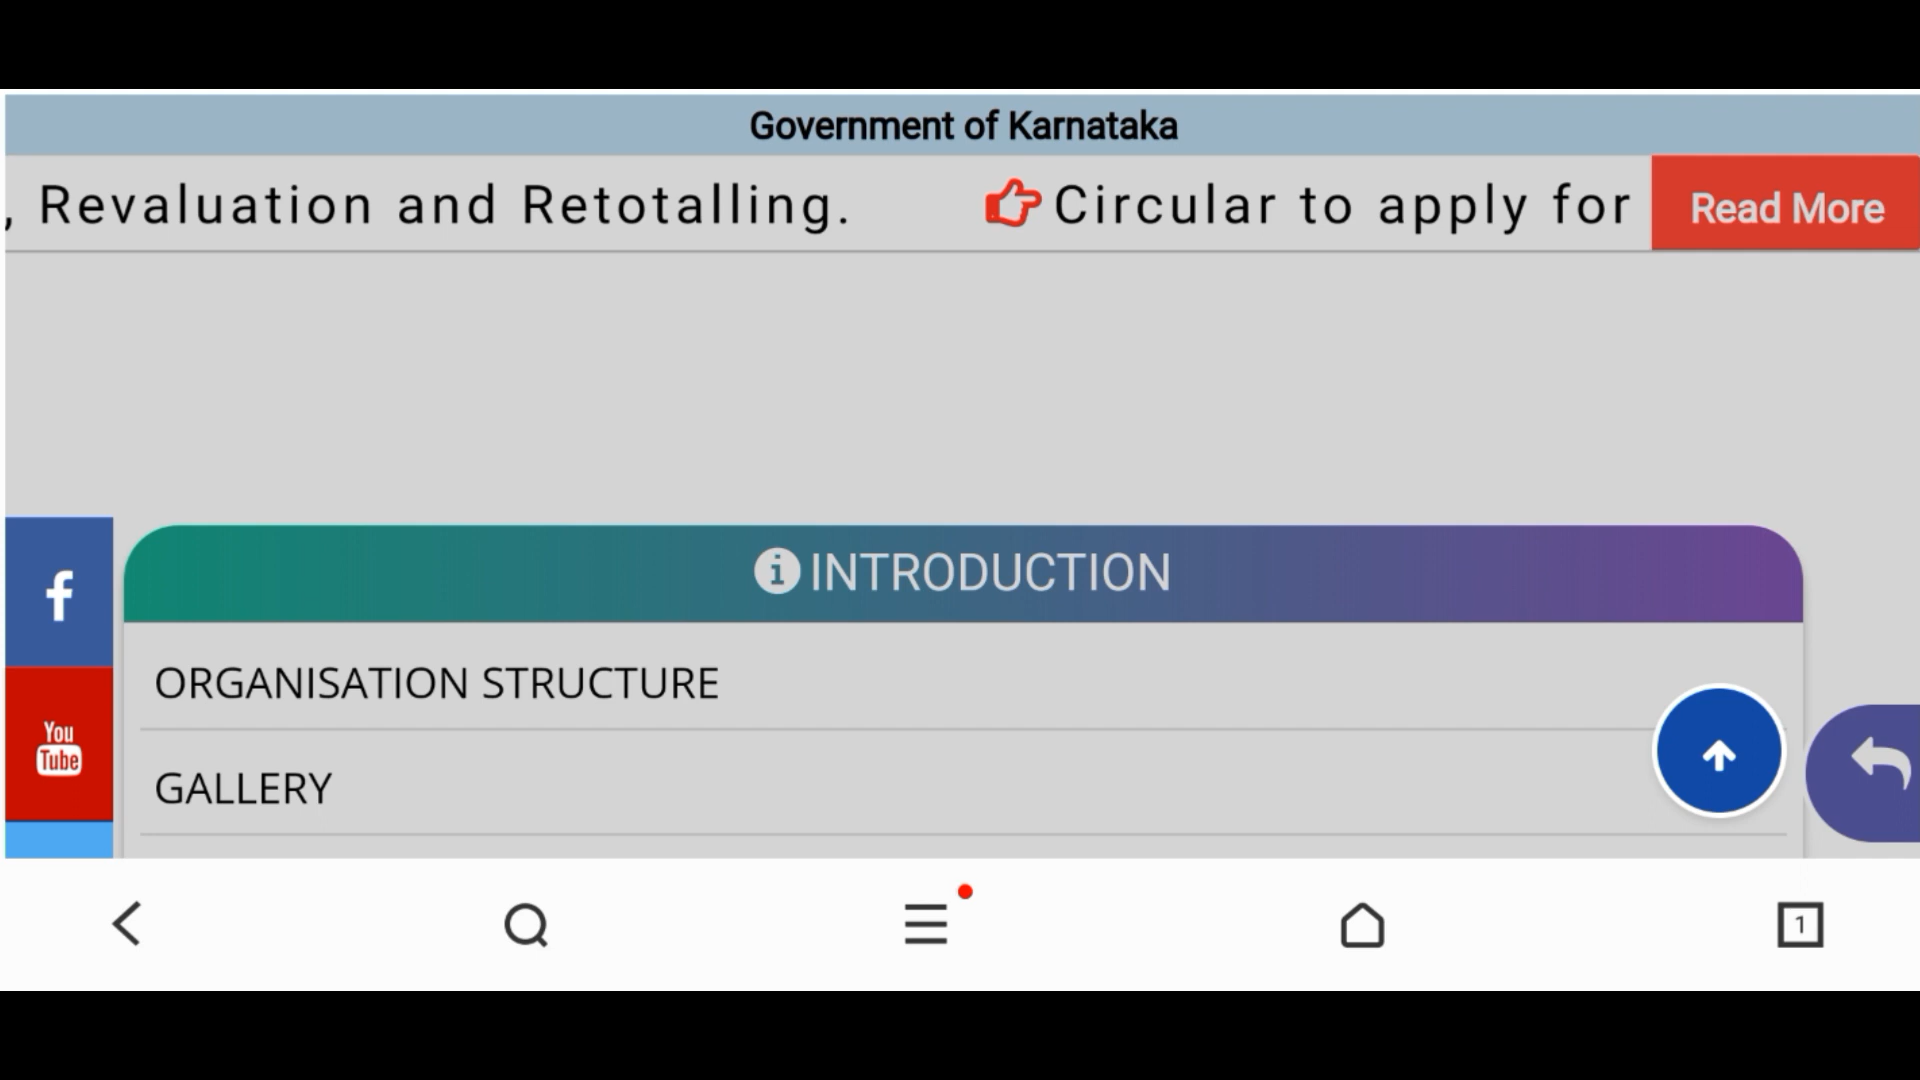 Government of Karnataka
, Revaluation and Retotalling. Circular to apply for
Read More
INTRODUCTION
ORGANISATION STRUCTURE
GALLERY
f
You
Tube
1